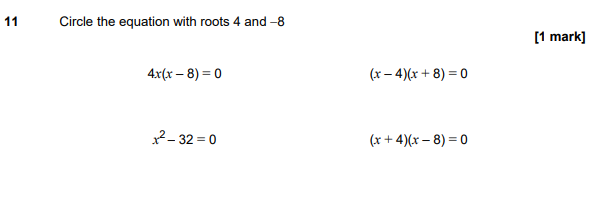 11 Circle the equation with roots 4 and –8
[1 mark]
4x(x – 8) = 0 (x – 4)(x + 8) = 0
x² – 32 = 0 (x + 4)(x – 8) = 0